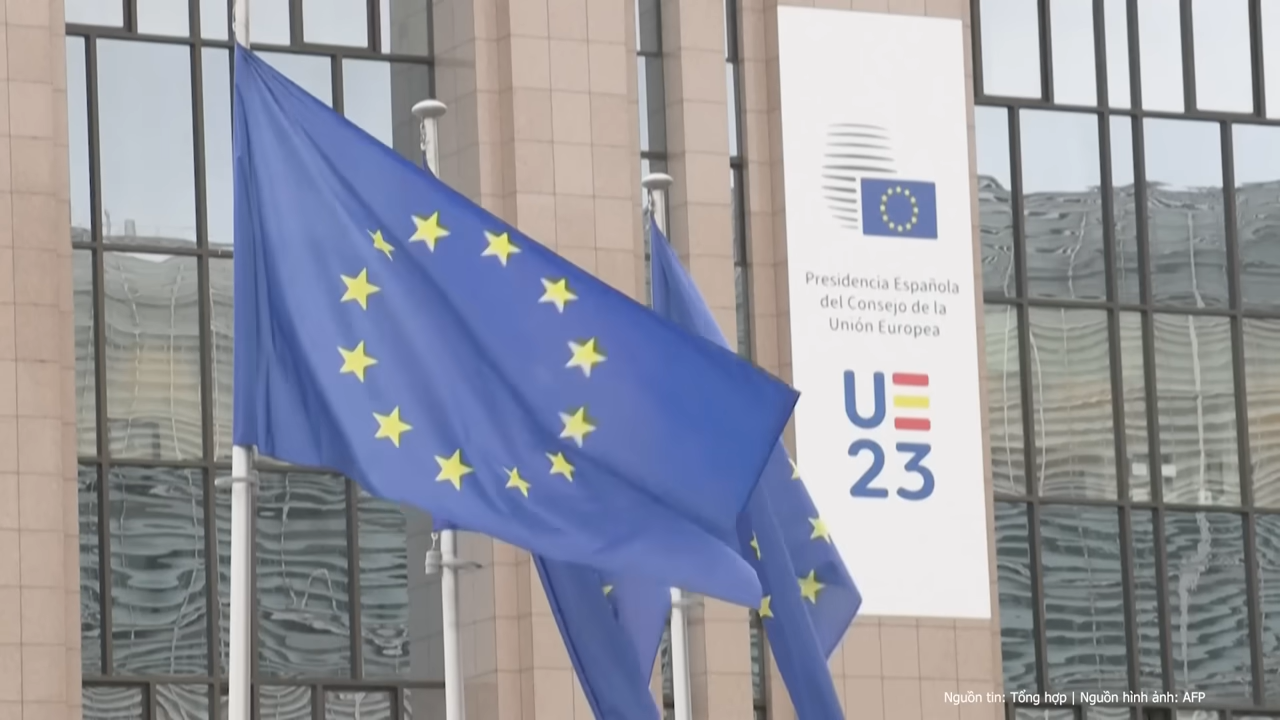 Presidencia Española
del Consejo de la
Unión Europea
UE
23
Nguồn tin: Tổng hợp | Nguồn hình ảnh: AFP